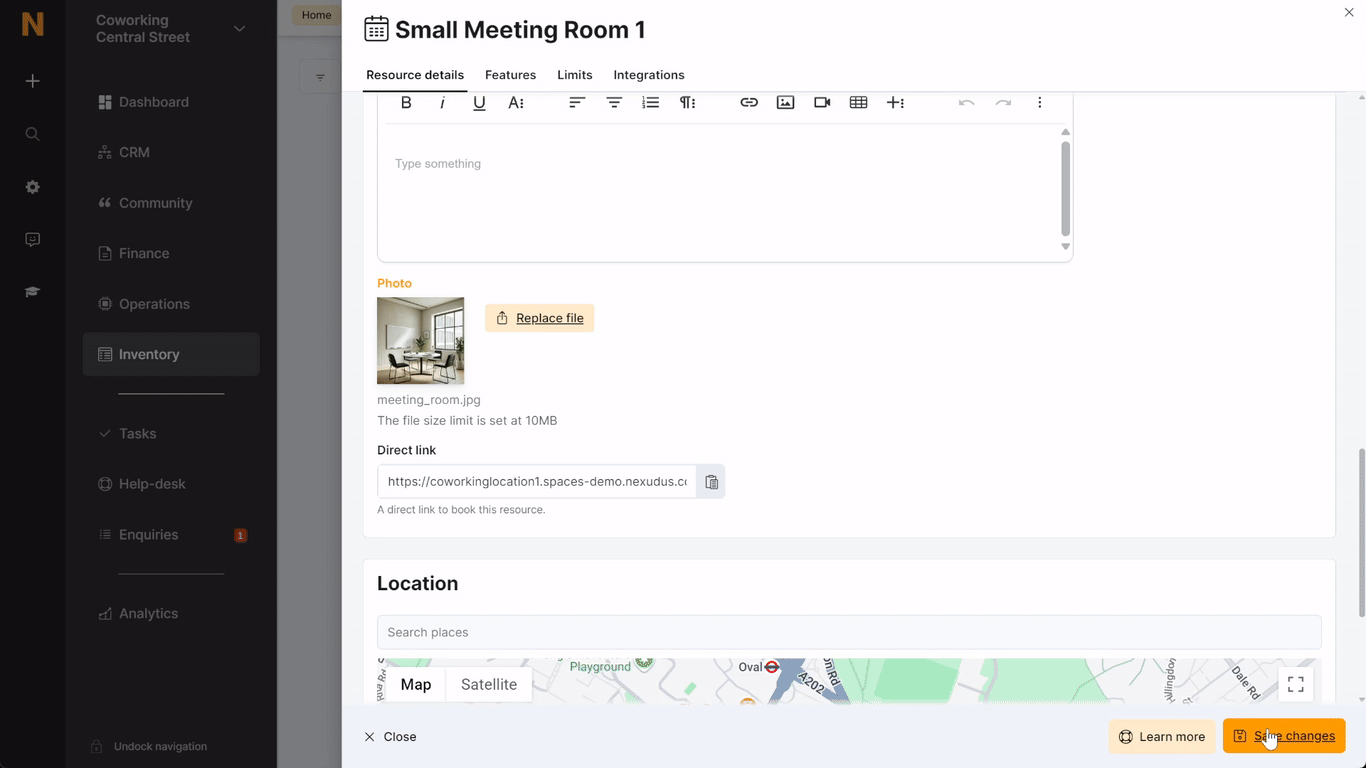 N
Coworking
Central Street
Dashboard
CRM
Community
Finance
Operations
Inventory
Tasks
Help-desk
Enquiries
1
Analytics
Undock navigation
Home
Small Meeting Room 1
Resource details
Features
Limits
Integrations
Type something
Photo
Replace file
meeting_room.jpg
The file size limit is set at 10MB
Direct link
https://coworkinglocation1.spaces-demo.nexudus.cc
A direct link to book this resource.
Location
Search places
Playground
Oval
A202
Dale Rd
Map
Satellite
Close
Learn more
Save changes